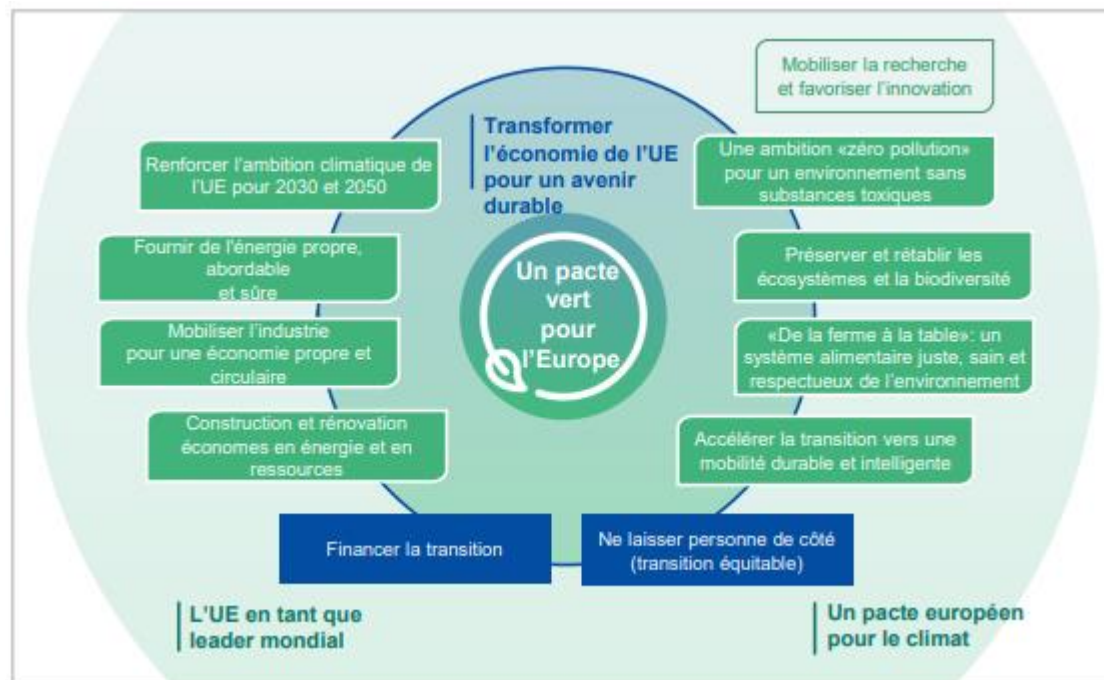 Mobiliser la recherche
et favoriser l'innovation
Transformer
l'économie de l'UE
pour un avenir
durable
Renforcer l'ambition climatique de
l'UE pour 2030 et 2050
Fournir de l'énergie propre,
abordable
et sûre
Mobiliser l'industrie
pour une économie propre et
circulaire
Construction et rénovation
économes en énergie et en
ressources
Un pacte
vert
pour
l'Europe
Une ambition «zéro pollution»
pour un environnement sans
substances toxiques
Préserver et rétablir les
écosystèmes et la biodiversité
«De la ferme à la table»: un
système alimentaire juste, sain et
respectueux de l'environnement
Accélérer la transition vers une
mobilité durable et intelligente
Financer la transition
Ne laisser personne de côté
(transition équitable)
L'UE en tant que
leader mondial
Un pacte européen
pour le climat